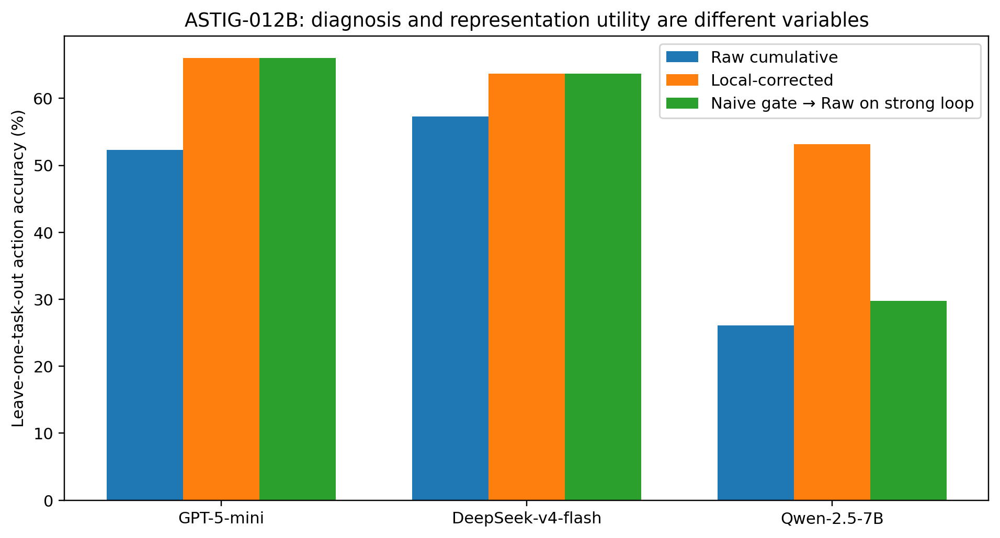 ASTIG-012B: diagnosis and representation utility are different variables
Raw cumulative
Local-corrected
Naive gate → Raw on strong loop
Leave-one-task-out action accuracy (%)
60
50
40
30
20
10
0
GPT-5-mini
DeepSeek-v4-flash
Qwen-2.5-7B